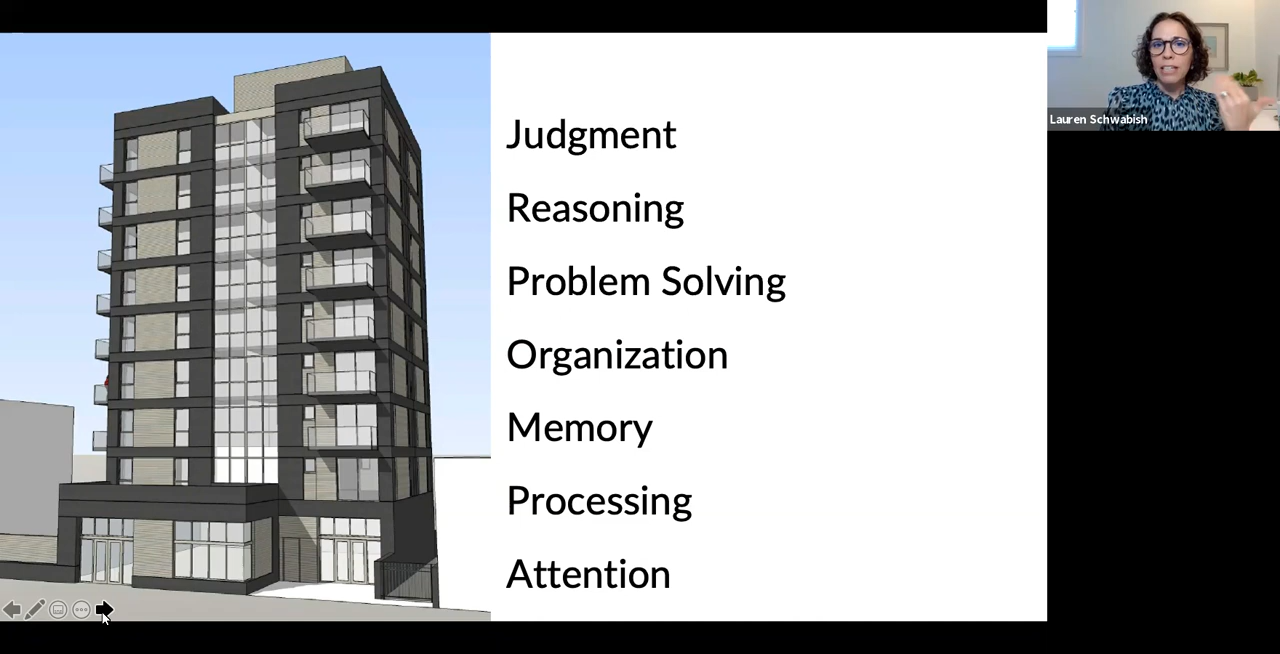 Judgment
Reasoning
Problem Solving
Organization
Memory
Processing
Attention
Lauren Schwabish